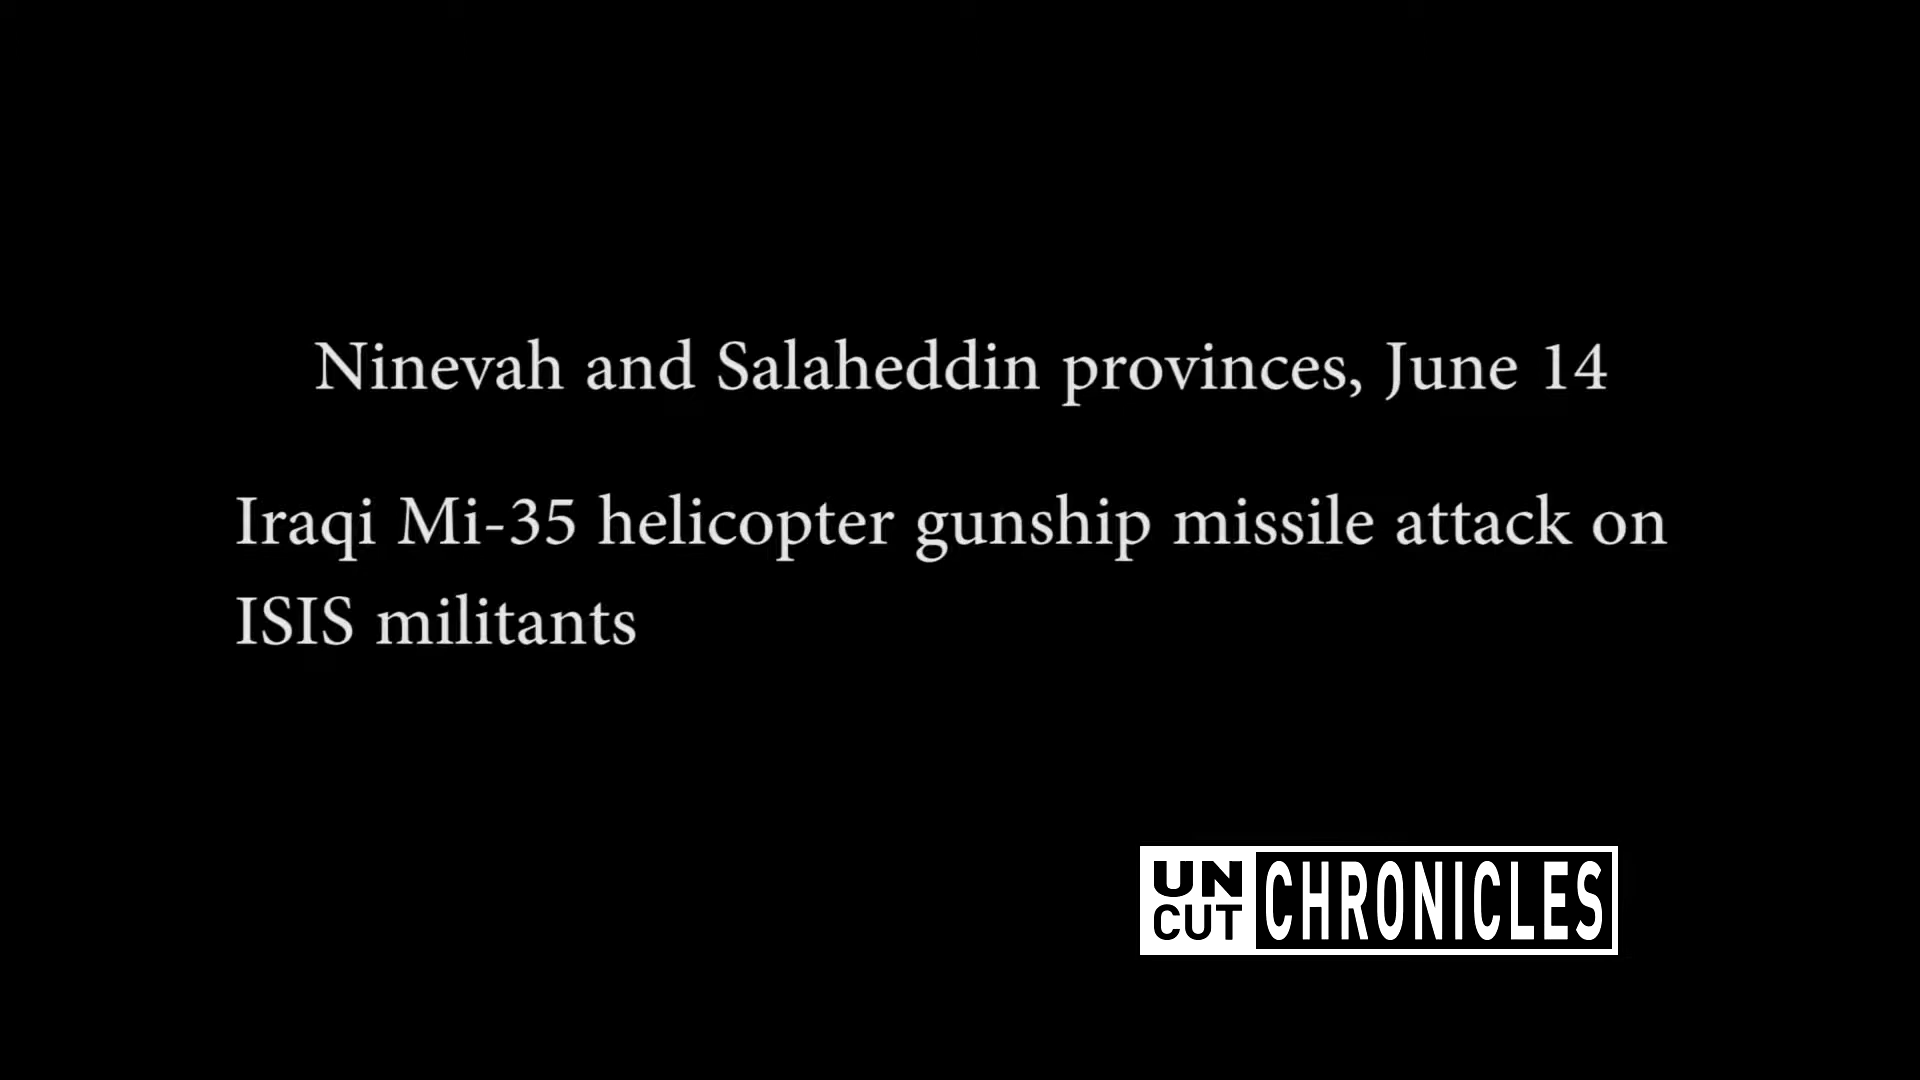 Ninevah and Salaheddin provinces, June 14
Iraqi Mi-35 helicopter gunship missile attack on
ISIS militants
UN
CUT
CHRONICLES